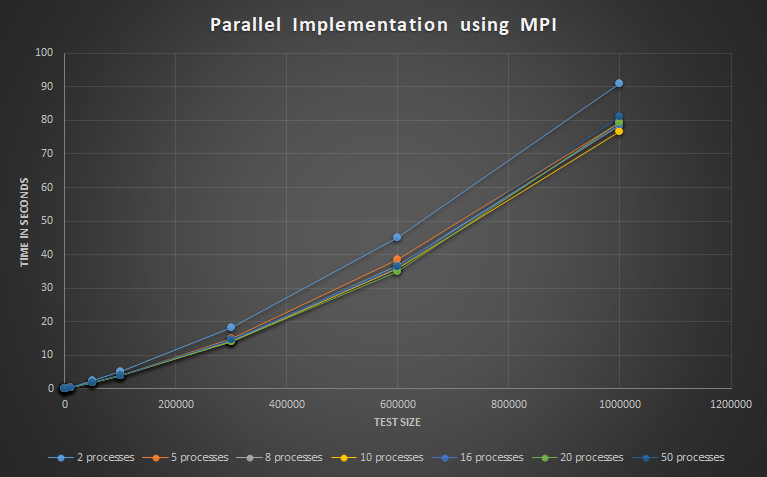 Parallel Implementation using MPI
100
90
80
70
60
50
40
30
20
10
0
TIME IN SECONDS
0 200000 400000 600000 800000 1000000 1200000
TEST SIZE
2 processes 5 processes 8 processes 10 processes 16 processes 20 processes 50 processes